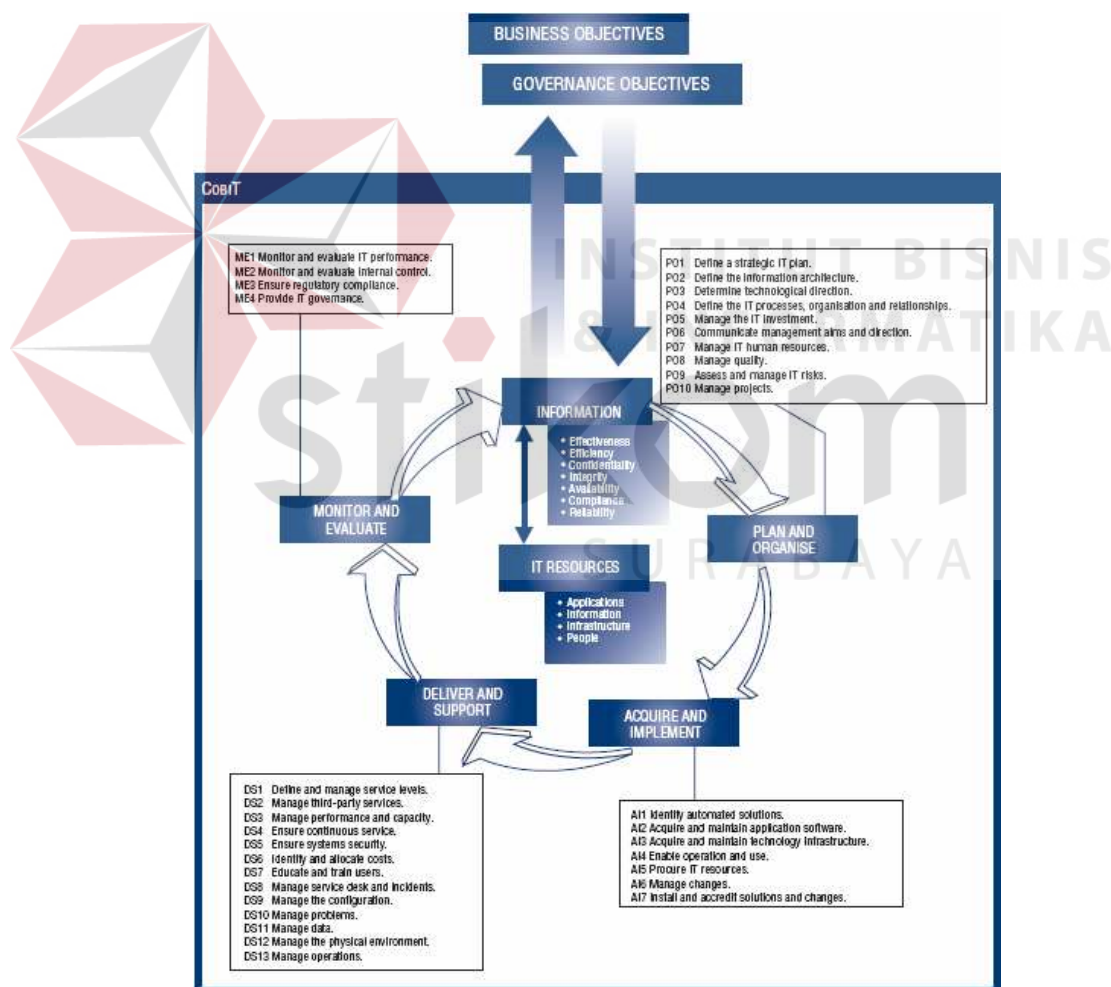 BUSINESS OBJECTIVES
GOVERNANCE OBJECTIVES
COBIT
ME1 Monitor and evaluate IT performance.
ME2 Monitor and evaluate internal control.
ME3 Ensure regulatory compliance.
ME4 Provide IT governance.
PO1 Define a strategic IT plan.
PO2 Define the information architecture.
PO3 Determine technological direction.
PO4 Define the IT processes, organisation and relationships.
PO5 Manage the IT investment.
PO6 Communicate management aims and direction.
PO7 Manage IT human resources.
PO8 Manage quality.
PO9 Assess and manage IT risks.
PO10 Manage projects.
INSTITUT BISNIS
& INFORMATIKA
stikom
SURABAYA
INFORMATION
• Effectiveness
• Efficiency
• Confidentiality
• Integrity
• Availability
• Compliance
• Reliability
MONITOR AND
EVALUATE
PLAN AND
ORGANISE
IT RESOURCES
• Applications
• Information
• Infrastructure
• People
DELIVER AND
SUPPORT
ACQUIRE AND
IMPLEMENT
DS1 Define and manage service levels.
DS2 Manage third-party services.
DS3 Manage performance and capacity.
DS4 Ensure continuous service.
DS5 Ensure systems security.
DS6 Identify and allocate costs.
DS7 Educate and train users.
DS8 Manage service desk and incidents.
DS9 Manage the configuration.
DS10 Manage problems.
DS11 Manage data.
DS12 Manage the physical environment.
DS13 Manage operations.
AI1 Identify automated solutions.
AI2 Acquire and maintain application software.
AI3 Acquire and maintain technology infrastructure.
AI4 Enable operation and use.
AI5 Procure IT resources.
AI6 Manage changes.
AI7 Install and accredit solutions and changes.